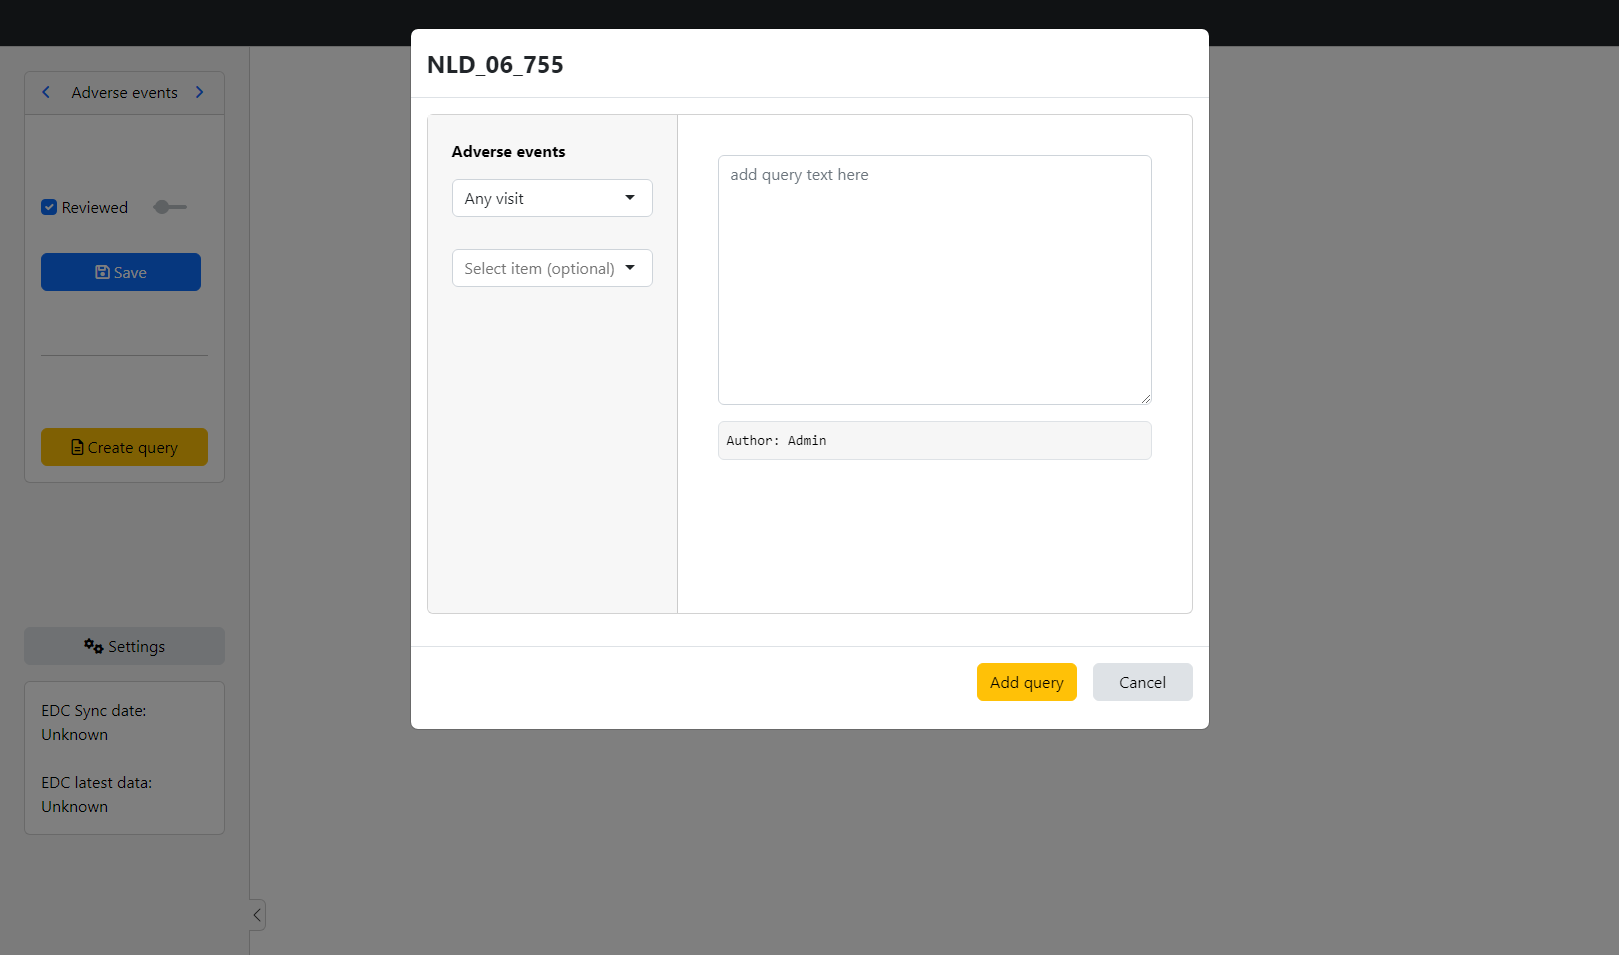 NLD_06_755
Adverse events
Reviewed
Save
Create query
Settings
EDC Sync date:
Unknown
EDC latest data:
Unknown
Adverse events
Any visit
Select item (optional)
add query text here
Author: Admin
Add query
Cancel